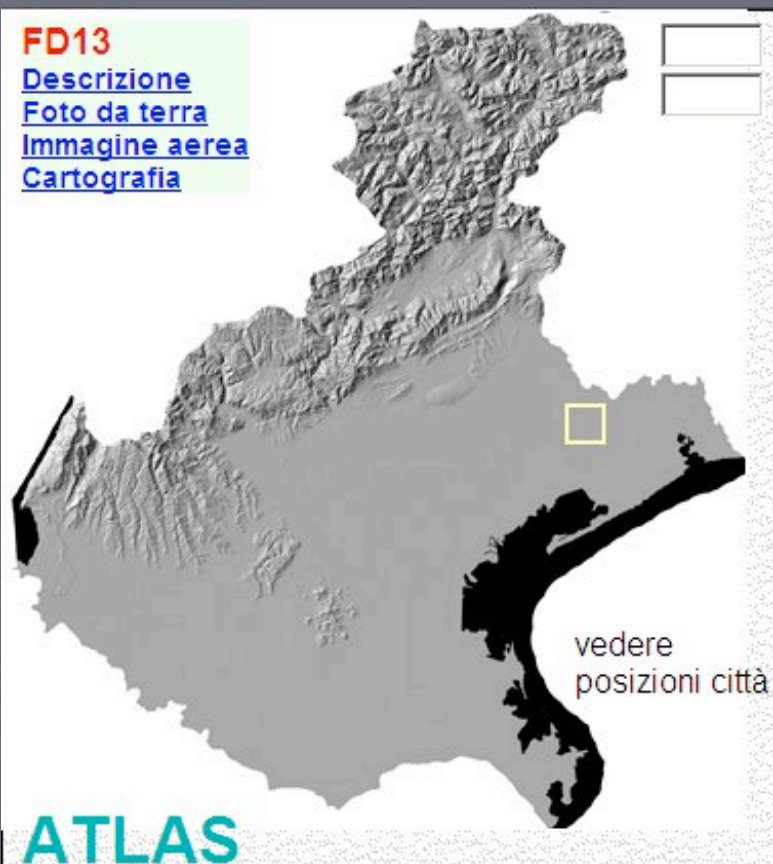 FD13
Descrizione
Foto da terra
Immagine aerea
Cartografia
vedere
posizioni città
ATLAS